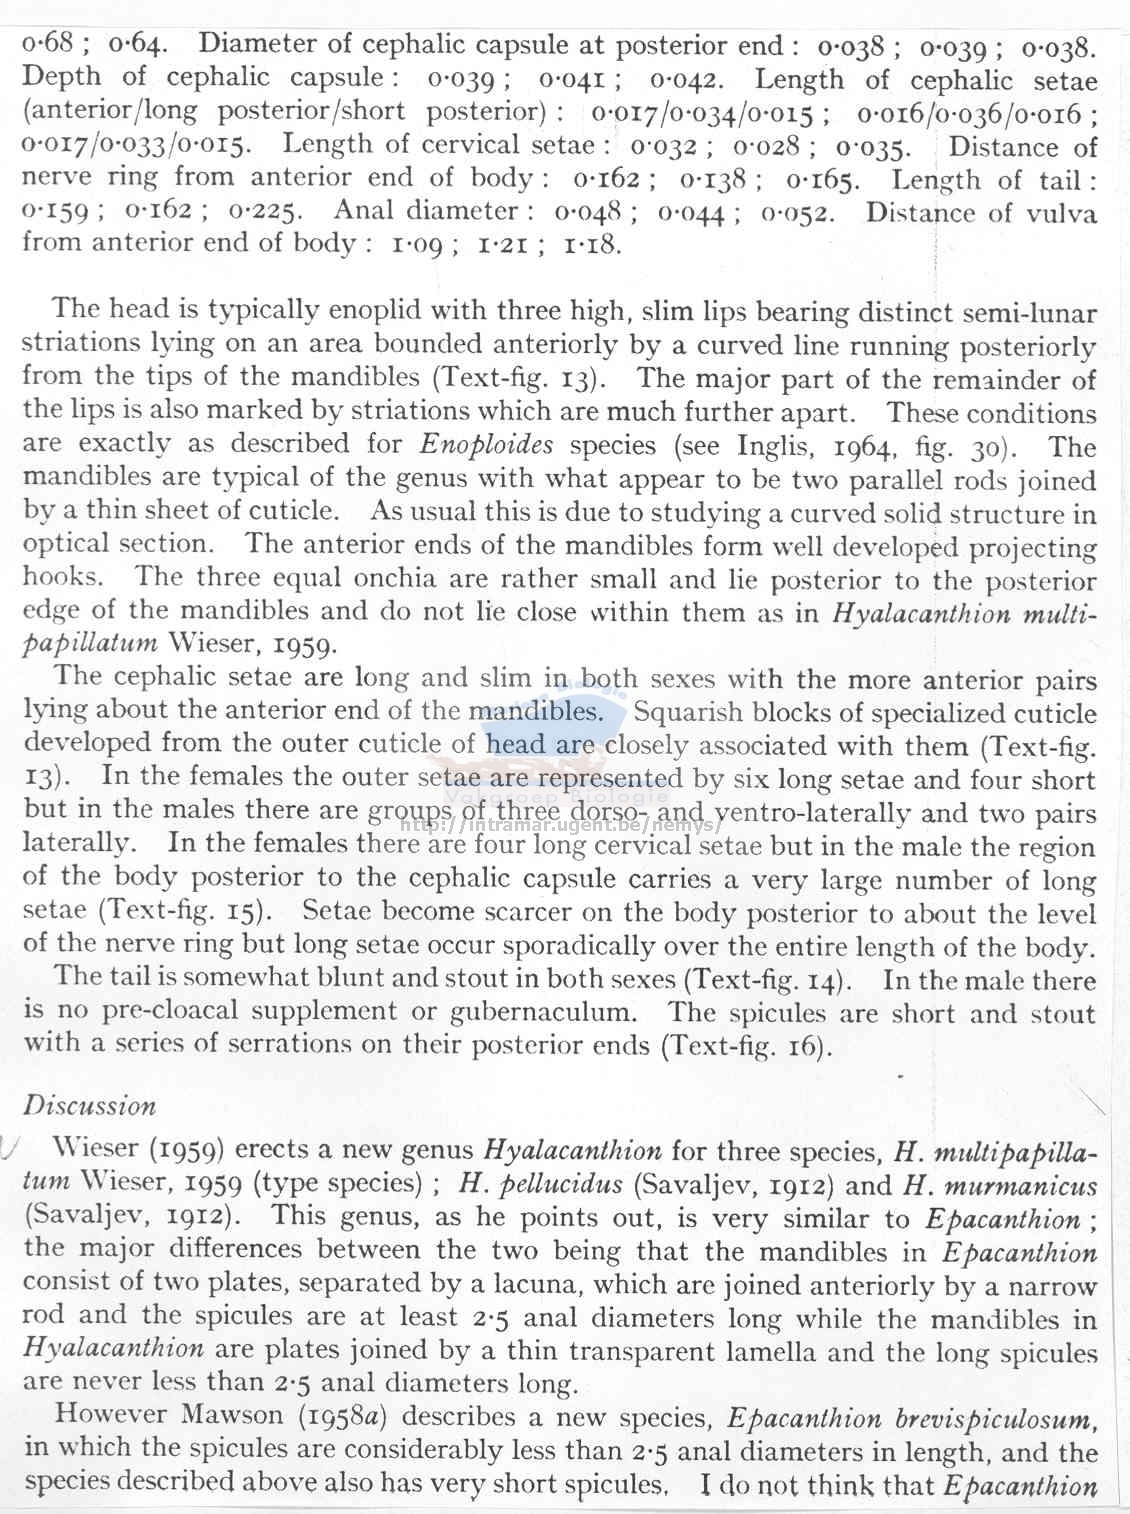 0·68 ; 0·64. Diameter of cephalic capsule at posterior end : 0·038 ; 0·039 ; 0·038.
Depth of cephalic capsule : 0·039 ; 0·041 ; 0·042. Length of cephalic setae
(anterior/long posterior/short posterior) : 0·017/0·034/0·015 ; 0·016/0·036/0·016 ;
0·017/0·033/0·015. Length of cervical setae : 0·032 ; 0·028 ; 0·035. Distance of
nerve ring from anterior end of body : 0·162 ; 0·138 ; 0·165. Length of tail :
0·159 ; 0·162 ; 0·225. Anal diameter : 0·048 ; 0·044 ; 0·052. Distance of vulva
from anterior end of body : 1·09 ; 1·21 ; 1·18.
The head is typically enoplid with three high, slim lips bearing distinct semi-lunar
striations lying on an area bounded anteriorly by a curved line running posteriorly
from the tips of the mandibles (Text-fig. 13). The major part of the remainder of
the lips is also marked by striations which are much further apart. These conditions
are exactly as described for Enoploides species (see Inglis, 1964, fig. 30). The
mandibles are typical of the genus with what appear to be two parallel rods joined
by a thin sheet of cuticle. As usual this is due to studying a curved solid structure in
optical section. The anterior ends of the mandibles form well developed projecting
hooks. The three equal onchia are rather small and lie posterior to the posterior
edge of the mandibles and do not lie close within them as in Hyalacanthion multi-
papillatum Wieser, 1959.
The cephalic setae are long and slim in both sexes with the more anterior pairs
lying about the anterior end of the mandibles. Squarish blocks of specialized cuticle
developed from the outer cuticle of head are closely associated with them (Text-fig.
13). In the females the outer setae are represented by six long setae and four short
Vakgroep Biologie
but in the males there are groups of three dorso- and ventro-laterally and two pairs
http://intramar.ugent.be/nemys/
laterally. In the females there are four long cervical setae but in the male the region
of the body posterior to the cephalic capsule carries a very large number of long
setae (Text-fig. 15). Setae become scarcer on the body posterior to about the level
of the nerve ring but long setae occur sporadically over the entire length of the body.
The tail is somewhat blunt and stout in both sexes (Text-fig. 14). In the male there
is no pre-cloacal supplement or gubernaculum. The spicules are short and stout
with a series of serrations on their posterior ends (Text-fig. 16).
Discussion
Wieser (1959) erects a new genus Hyalacanthion for three species, H. multipapilla-
tum Wieser, 1959 (type species) ; H. pellucidus (Savaljev, 1912) and H. murmanicus
(Savaljev, 1912). This genus, as he points out, is very similar to Epacanthion ;
the major differences between the two being that the mandibles in Epacanthion
consist of two plates, separated by a lacuna, which are joined anteriorly by a narrow
rod and the spicules are at least 2·5 anal diameters long while the mandibles in
Hyalacanthion are plates joined by a thin transparent lamella and the long spicules
are never less than 2·5 anal diameters long.
However Mawson (1958a) describes a new species, Epacanthion brevispiculosum,
in which the spicules are considerably less than 2·5 anal diameters in length, and the
species described above also has very short spicules. I do not think that Epacanthion